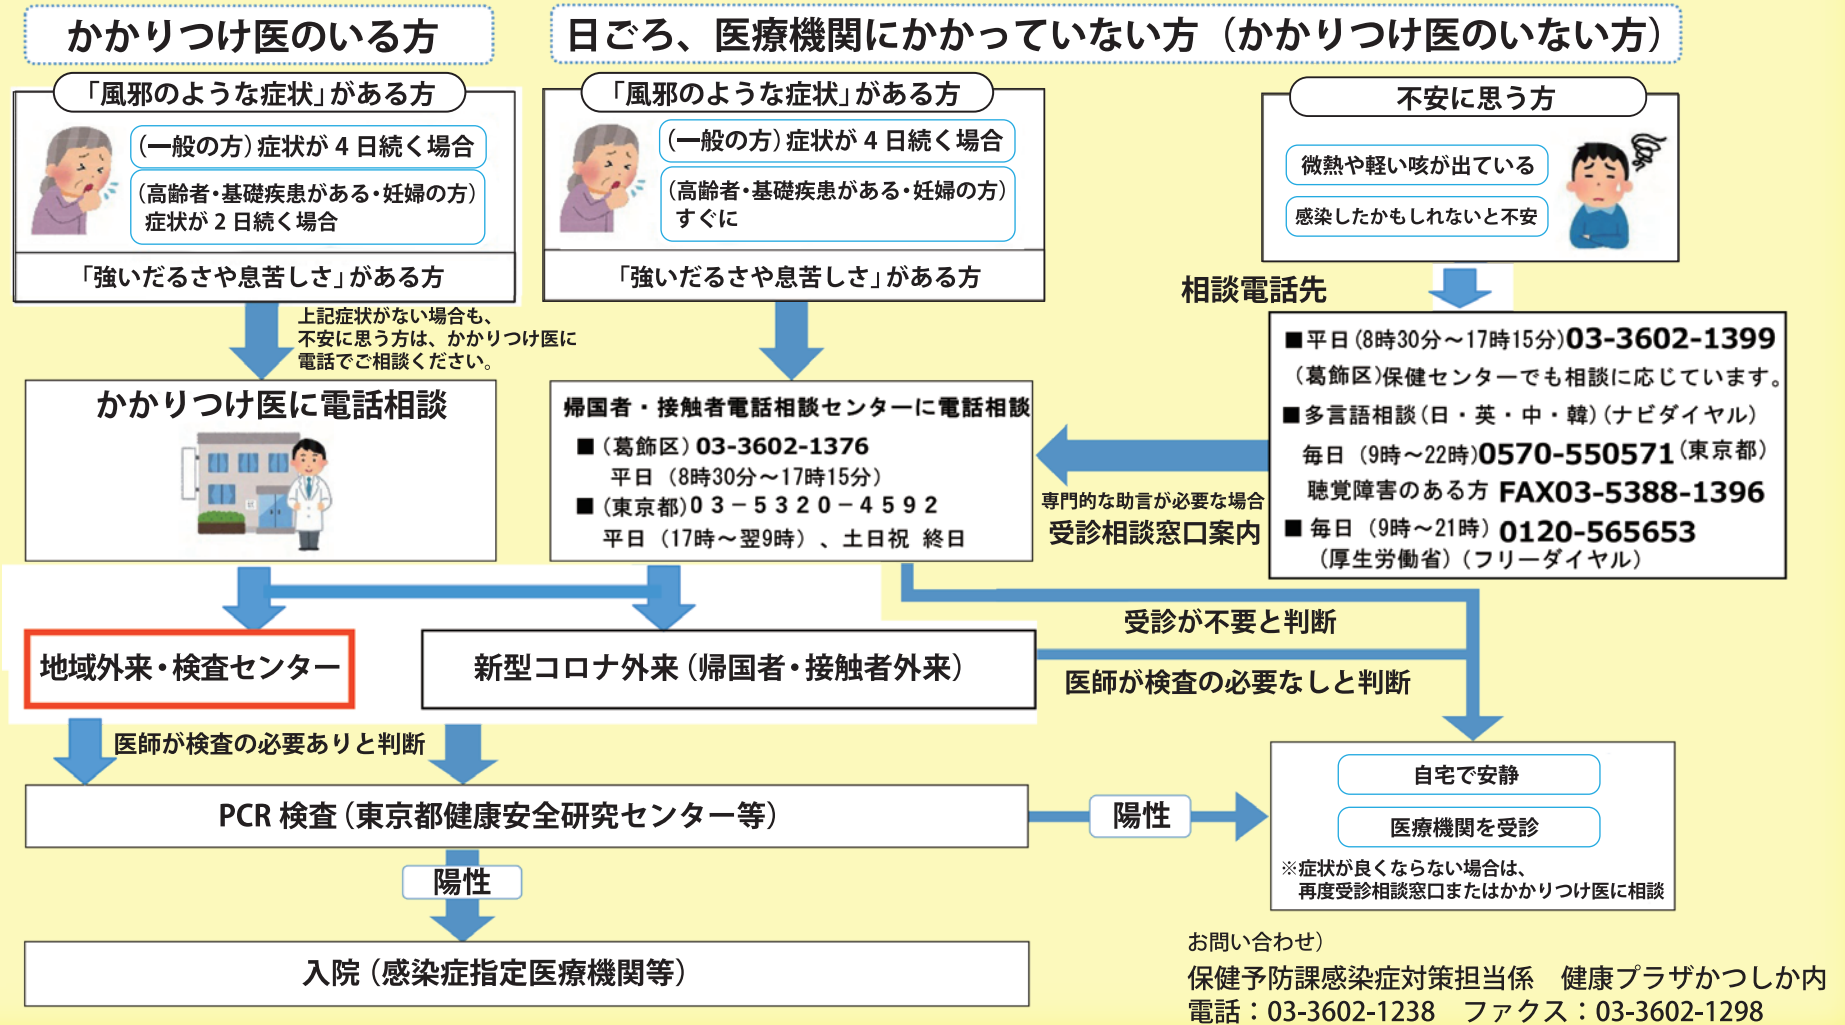 かかりつけ医のいる方
日ごろ、医療機関にかかっていない方（かかりつけ医のいない方）
「風邪のような症状」がある方
（一般の方）症状が4日続く場合
（高齢者・基礎疾患がある・妊婦の方）
症状が2日続く場合
「強いだるさや息苦しさ」がある方
「風邪のような症状」がある方
（一般の方）症状が4日続く場合
（高齢者・基礎疾患がある・妊婦の方）
すぐに
「強いだるさや息苦しさ」がある方
不安に思う方
微熱や軽い咳が出ている
感染したかもしれないと不安
上記症状がない場合も、
不安に思う方は、かかりつけ医に
電話でご相談ください。
相談電話先
かかりつけ医に電話相談
帰国者・接触者電話相談センターに電話相談
■（葛飾区）03-3602-1376
平日（8時30分～17時15分）
■（東京都）03－5320－4592
平日（17時～翌9時）、土日祝 終日
■平日（8時30分～17時15分）03-3602-1399
（葛飾区）保健センターでも相談に応じています。
■多言語相談（日・英・中・韓）（ナビダイヤル）
毎日（9時～22時）0570-550571（東京都）
聴覚障害のある方 FAX03-5388-1396
■毎日（9時～21時）0120-565653
（厚生労働省）（フリーダイヤル）
専門的な助言が必要な場合
受診相談窓口案内
地域外来・検査センター
新型コロナ外来（帰国者・接触者外来）
受診が不要と判断
医師が検査の必要なしと判断
医師が検査の必要ありと判断
PCR検査（東京都健康安全研究センター等）
陽性
自宅で安静
医療機関を受診
※症状が良くならない場合は、
再度受診相談窓口またはかかりつけ医に相談
陽性
入院（感染症指定医療機関等）
お問い合わせ）
保健予防課感染症対策担当係　健康プラザかつしか内
電話：03-3602-1238　ファクス：03-3602-1298